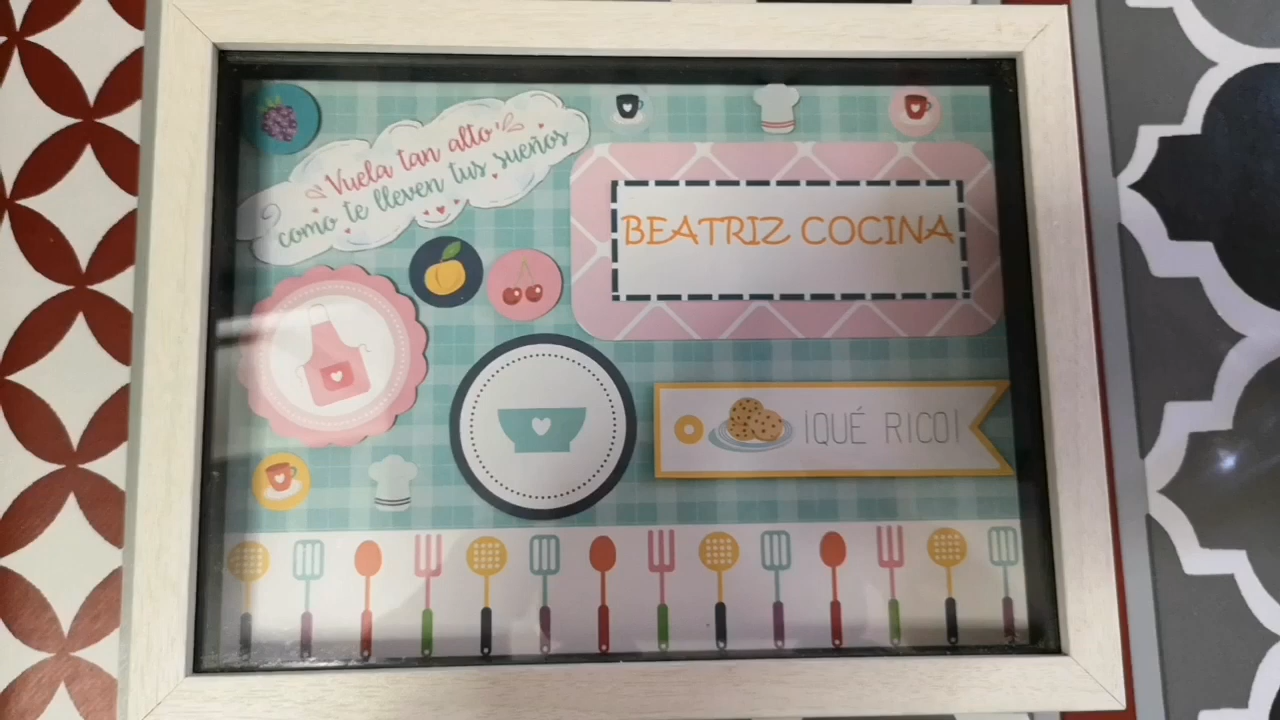 Vuela tan alto
como te lleven tus sueños
BEATRIZ COCINA
¡QUÉ RICO!